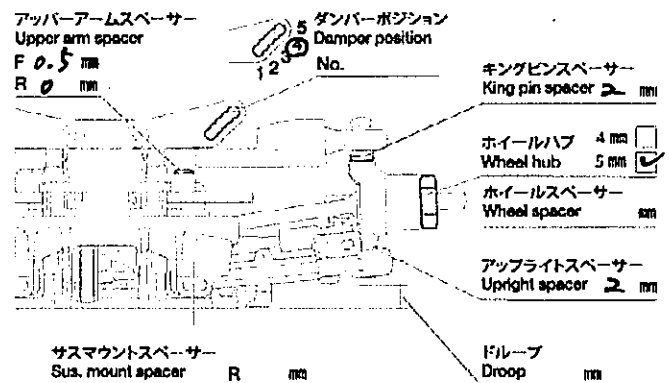 アッパーアームスペーサー
Upper arm spacer
F 0.5 mm
R 0 mm
1 2 3 4 5
ダンパーポジション
Damper position
No.
キングピンスペーサー
King pin spacer 2 mm
ホイールハブ 4 mm
Wheel hub 5 mm ✓
ホイールスペーサー
Wheel spacer mm
アップライトスペーサー
Upright spacer 2 mm
サスマウントスペーサー
Sus. mount spacer R mm
ドループ
Droop mm